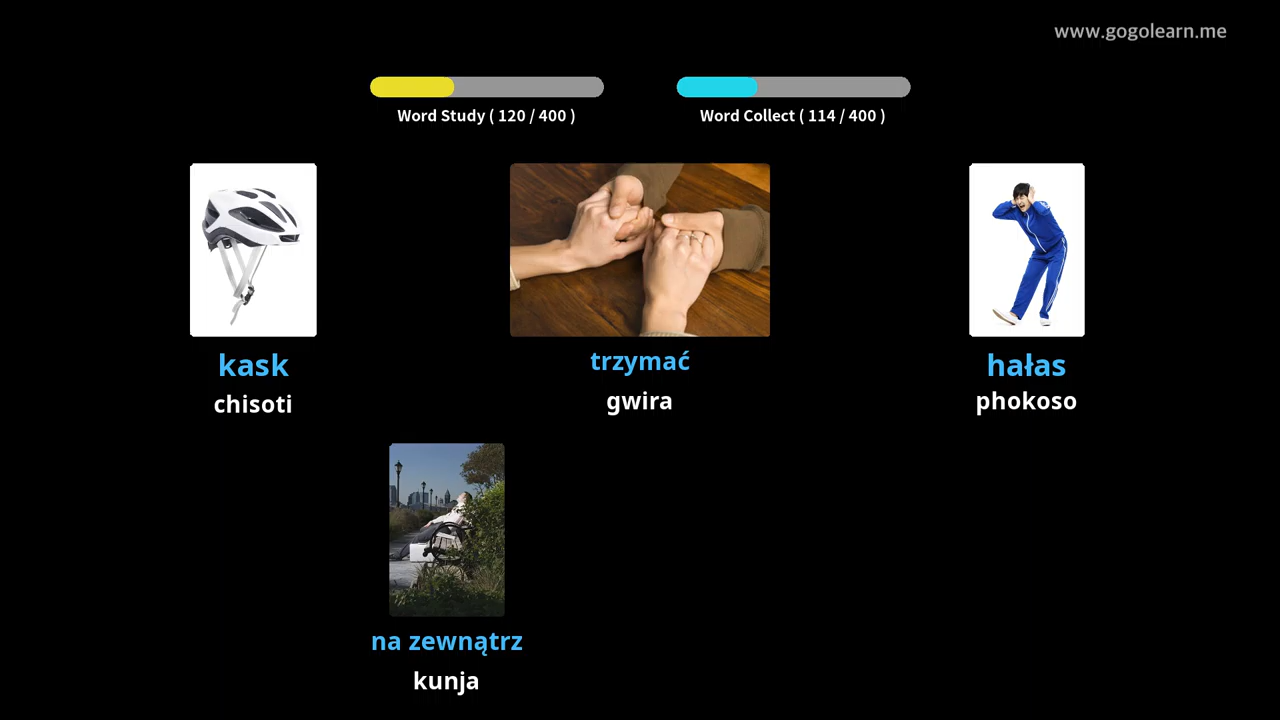 www.gogolearn.me
Word Study ( 120 / 400 )
Word Collect ( 114 / 400 )
kask
chisoti
trzymać
gwira
hałas
phokoso
na zewnątrz
kunja